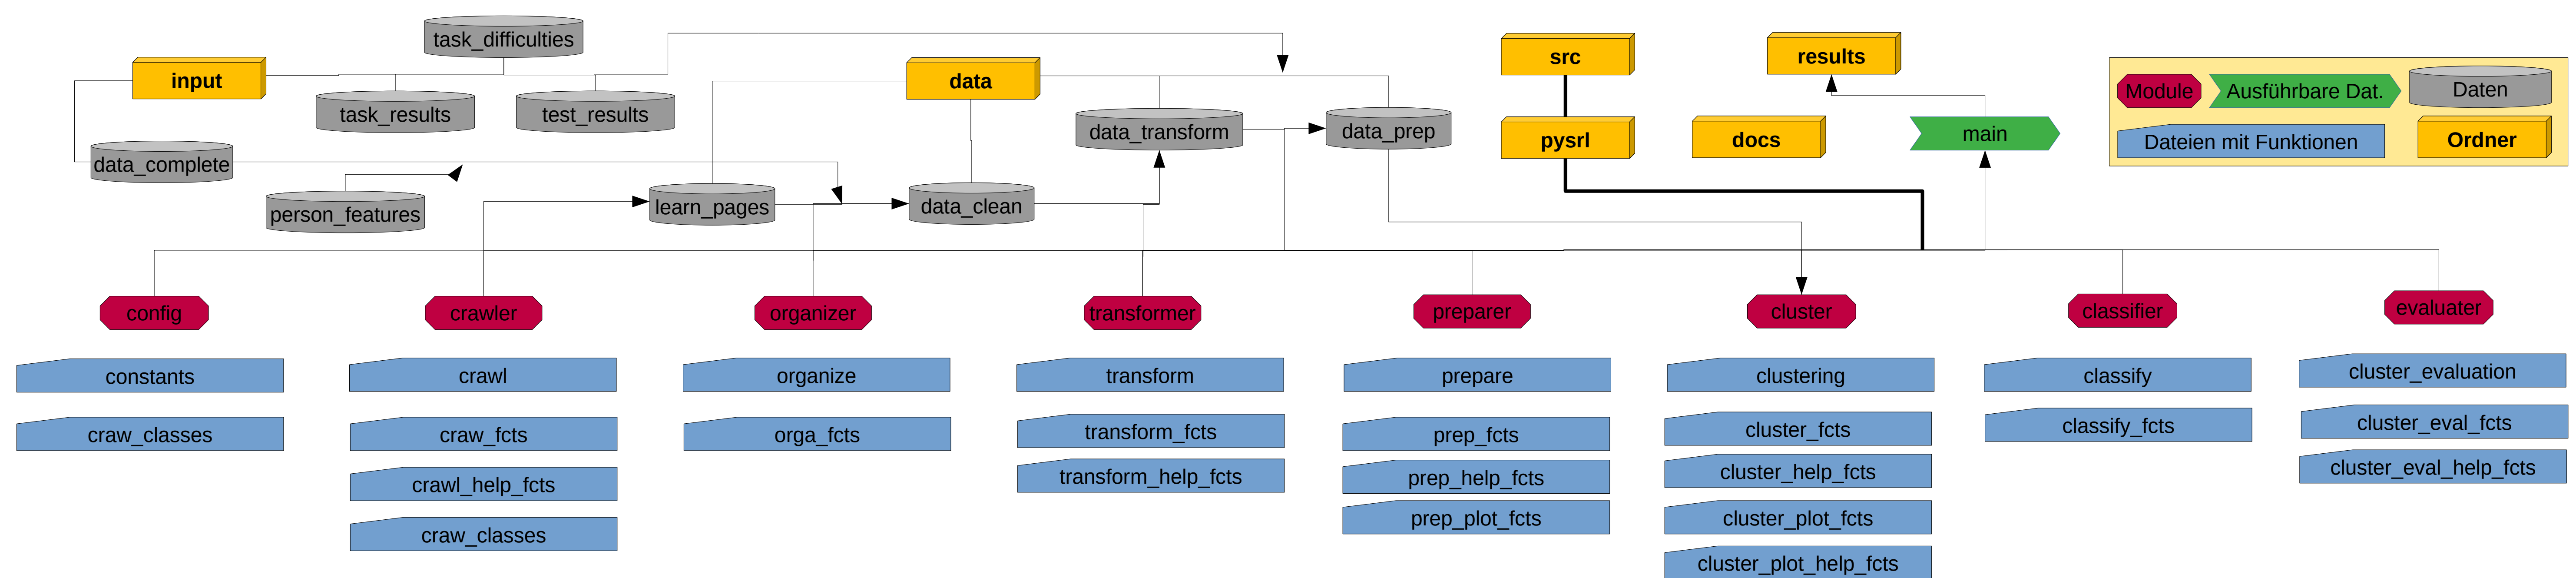 task_difficulties
input
task_results
test_results
data
data_complete
person_features
learn_pages
data_clean
data_transform
data_prep
src
pysrl
results
docs
main
Module
Ausführbare Dat.
Daten
Dateien mit Funktionen
Ordner
config
crawler
organizer
transformer
preparer
cluster
classifier
evaluater
constants
craw_classes
crawl
craw_fcts
crawl_help_fcts
craw_classes
organize
orga_fcts
transform
transform_fcts
transform_help_fcts
prepare
prep_fcts
prep_help_fcts
prep_plot_fcts
clustering
cluster_fcts
cluster_help_fcts
cluster_plot_fcts
cluster_plot_help_fcts
classify
classify_fcts
cluster_evaluation
cluster_eval_fcts
cluster_eval_help_fcts